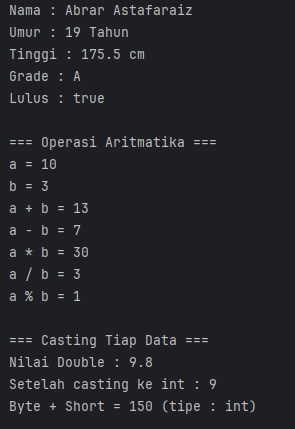 Nama : Abrar Astafaraiz
Umur : 19 Tahun
Tinggi : 175.5 cm
Grade : A
Lulus : true

=== Operasi Aritmatika ===
a = 10
b = 3
a + b = 13
a - b = 7
a * b = 30
a / b = 3
a % b = 1

=== Casting Tiap Data ===
Nilai Double : 9.8
Setelah casting ke int : 9
Byte + Short = 150 (tipe : int)